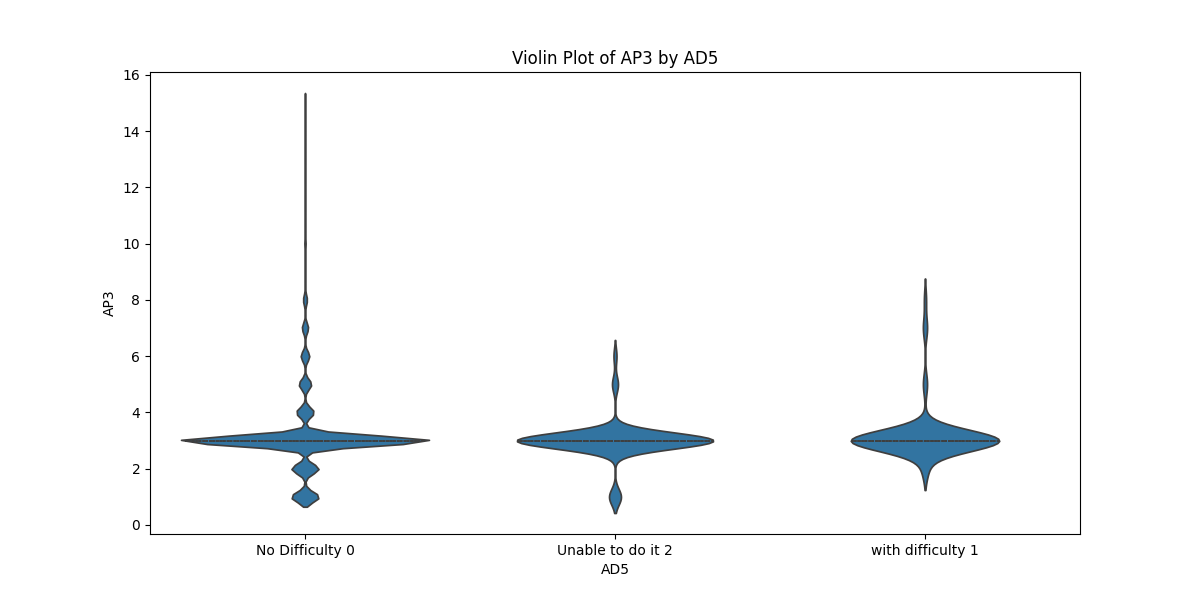 Violin Plot of AP3 by AD5
16
14
12
10
8
6
4
2
0
AP3
No Difficulty 0
Unable to do it 2
with difficulty 1
AD5